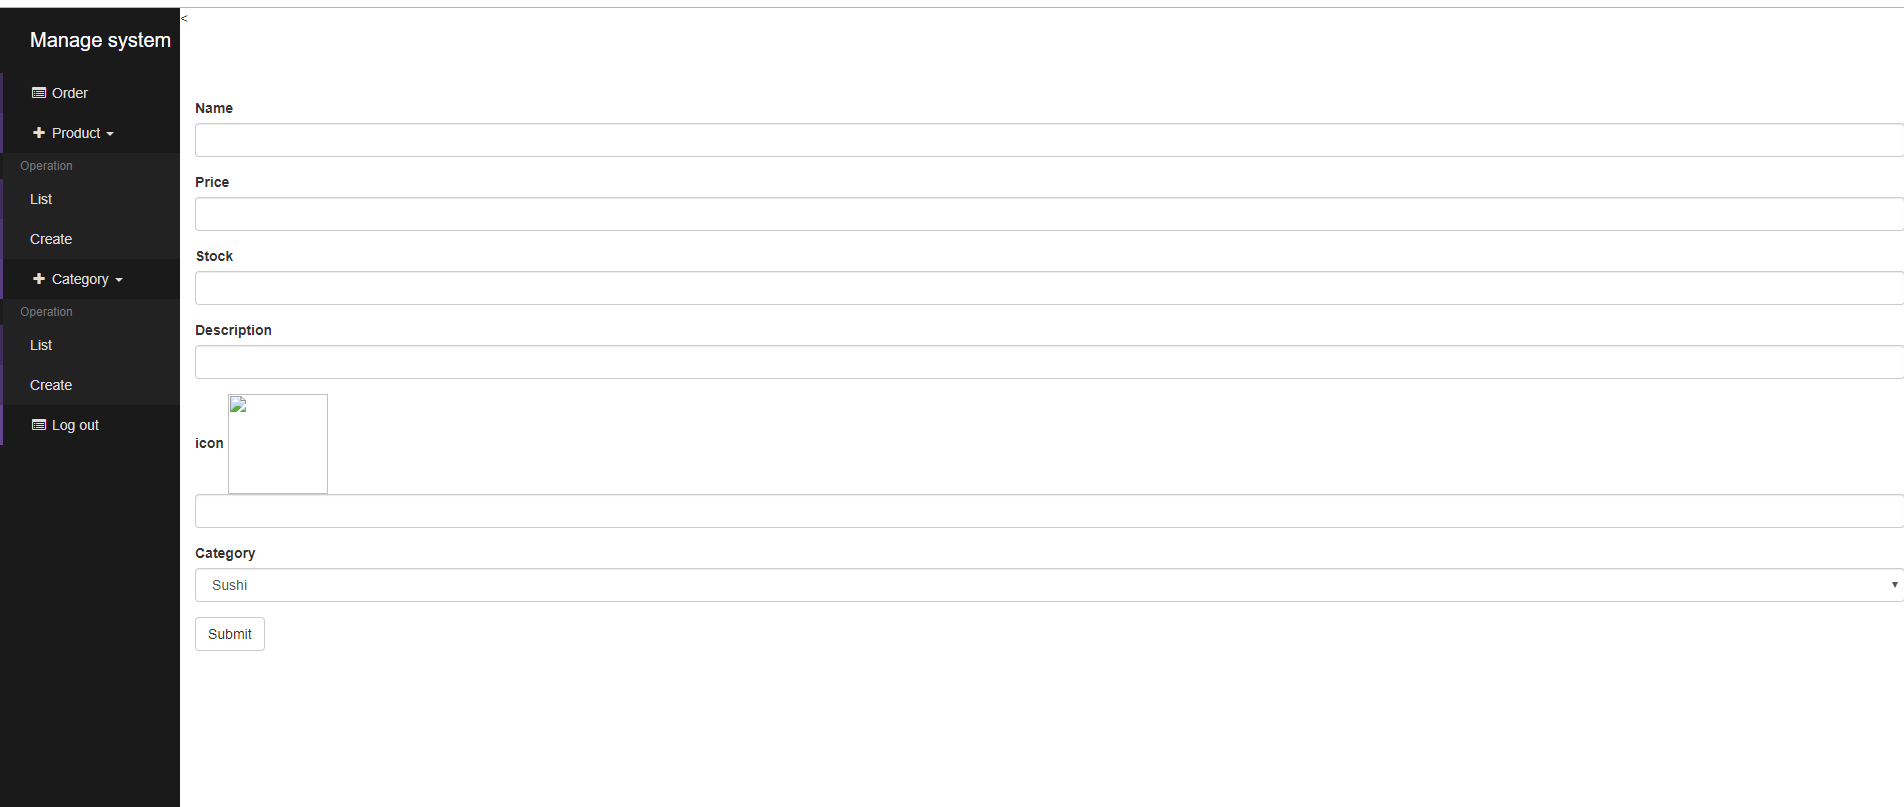 Manage system
Order
Product
Operation
List
Create
Category
Operation
List
Create
Log out
<
Name
Price
Stock
Description
icon
Category
Sushi
Submit